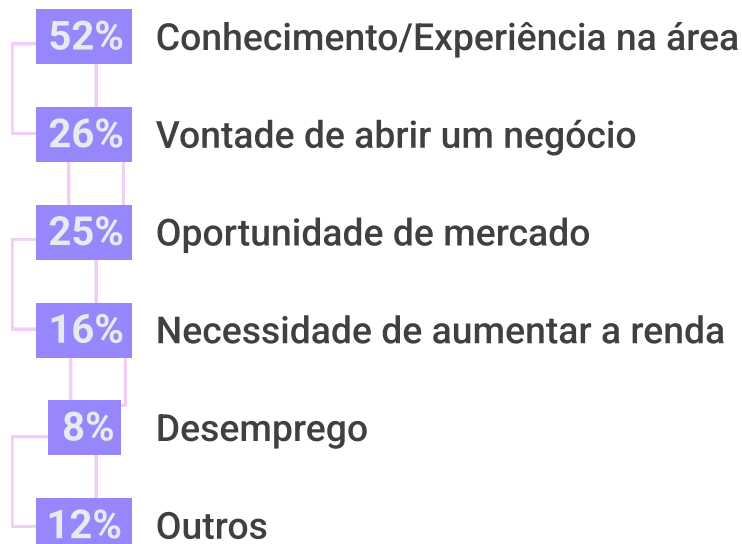 52% Conhecimento/Experiência na área
26% Vontade de abrir um negócio
25% Oportunidade de mercado
16% Necessidade de aumentar a renda
8% Desemprego
12% Outros